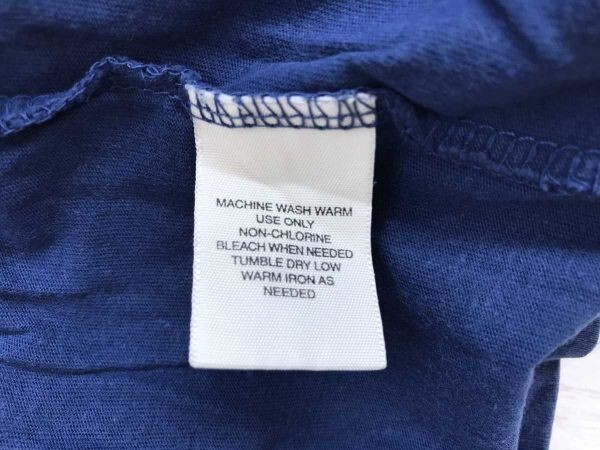 MACHINE WASH WARM
USE ONLY
NON-CHLORINE
BLEACH WHEN NEEDED
TUMBLE DRY LOW
WARM IRON AS
NEEDED